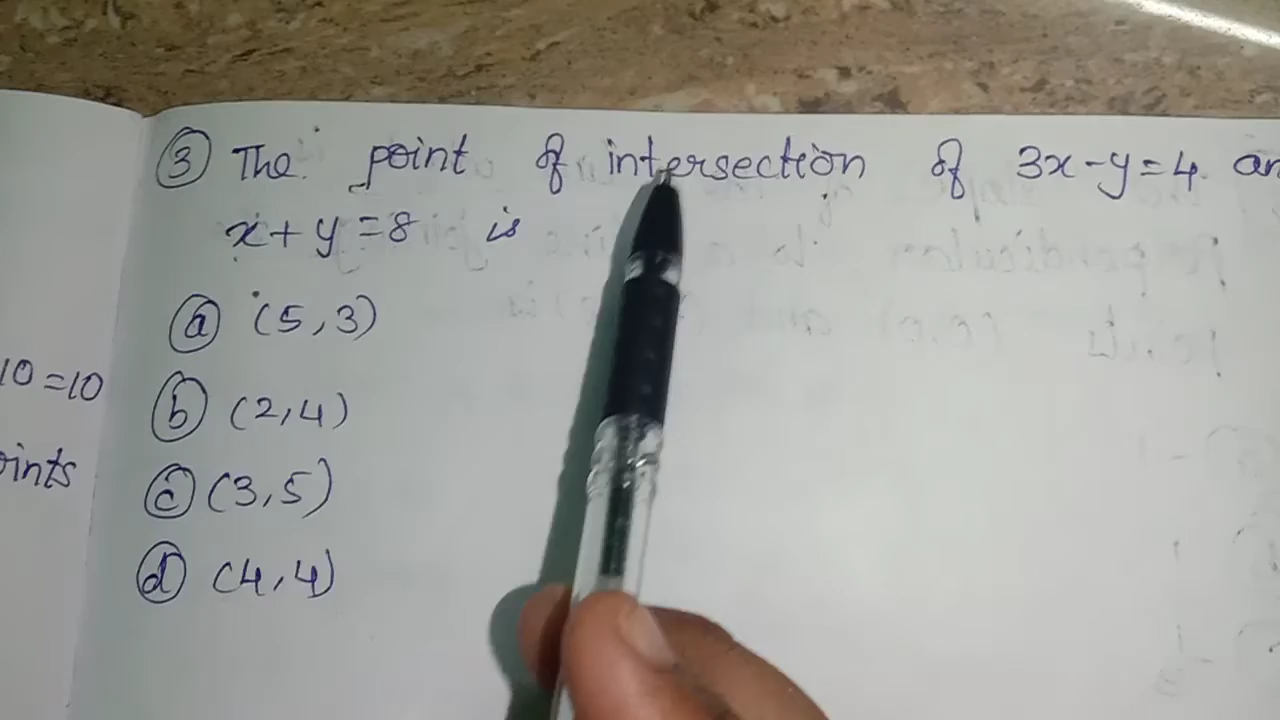 ③ The point of intersection of 3x-y=4 an
x+y=8 is
ⓐ (5,3)
ⓑ (2,4)
ⓒ (3,5)
ⓓ (4,4)
10=10
oints